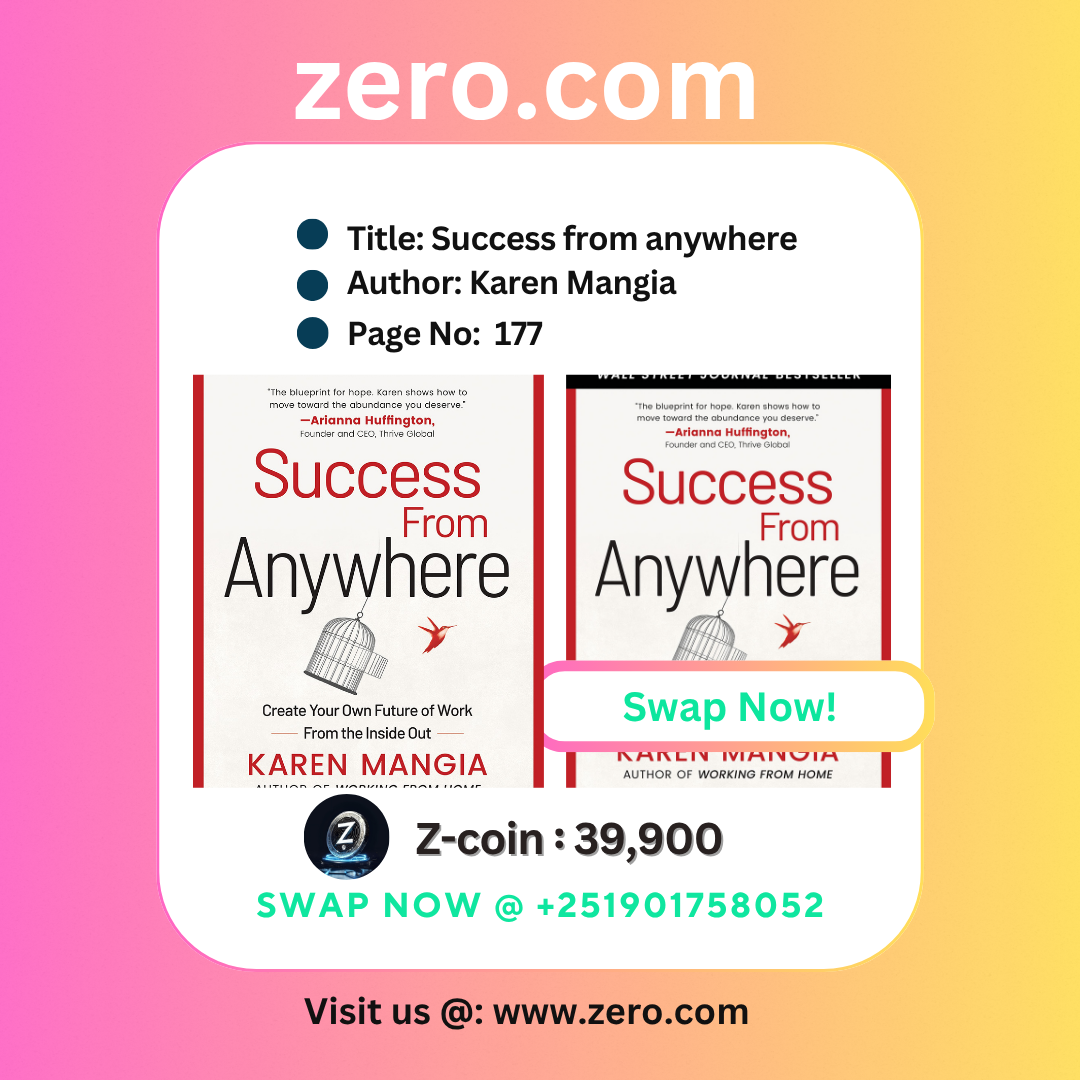 zero.com
Title: Success from anywhere
Author: Karen Mangia
Page No: 177
"The blueprint for hope. Karen shows how to
move toward the abundance you deserve."
—Arianna Huffington,
Founder and CEO, Thrive Global
Success
From
Anywhere
Create Your Own Future of Work
From the Inside Out
KAREN MANGIA
AUTHOR OF WORKING FROM HOME
WALL STREET JOURNAL BESTSELLER
"The blueprint for hope. Karen shows how to
move toward the abundance you deserve."
—Arianna Huffington,
Founder and CEO, Thrive Global
Success
From
Anywhere
Swap Now!
KAREN MANGIA
AUTHOR OF WORKING FROM HOME
Z
Z-coin : 39,900
SWAP NOW @ +251901758052
Visit us @: www.zero.com